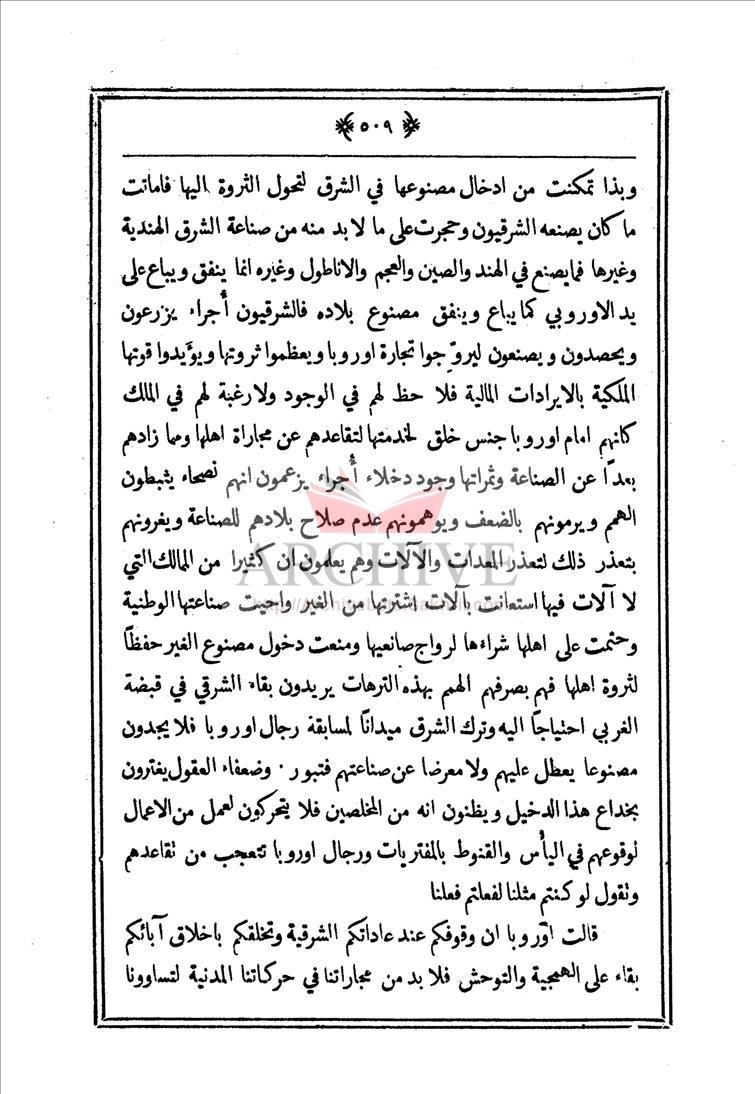 ﴿ ٥٠٩ ﴾
وبذا تمكنت من ادخال مصنوعها في الشرق لتحول الثروة اليها فاماتت
ما كان يصنعه الشرقيون وحجرت على ما لا بد منه من صناعة الشرق الهندية
وغيرها فما يصنع في الهند والصين والعجم والاناطول وغيره انما ينفق ويباع على
يد الاوروبي كما يباع وينفق مصنوع بلاده فالشرقيون أجراء يزرعون
ويحصدون ويصنعون ليروّجوا تجارة اوروبا ويعظموا ثروتها ويؤيدوا قوتها
الملكية بالايرادات المالية فلا حظ لهم في الوجود ولا رغبة لهم في المالك
كانهم امام اوروبا جنس خلق لخدمتها لتقاعدهم عن مجاراة اهلها ومما زادهم
بعداً عن الصناعة وثمراتها وجود دخلاء أجراء يزعمون انهم نصحاء يثبطون
الهمم ويرمونهم بالضعف ويوهمونهم عدم صلاح بلادهم للصناعة ويغرونهم
بتعذر ذلك لتعذر المعدات والآلات وهم يعلمون ان كثيرا من الممالك التي
لا آلات فيها استعانت بآلات اشترتها من الغير واحيت صناعتها الوطنية
وحتمت على اهلها شراءها لرواج صانعيها ومنعت دخول مصنوع الغير حفظاً
لثروة اهلها فهم بصرفهم الهمم بهذه الترهات يريدون بقاء الشرقي في قبضة
الغربي احتياجاً اليه وترك الشرق ميداناً لمسابقة رجال اوروبا فلا يجدون
مصنوعا يعطل عليهم ولا معرضا عن صناعتهم فتبور · وضعفاء العقول يغترون
بخداع هذا الدخيل ويظنون انه من المخلصين فلا يتحركون لعمل من الاعمال
لوقوعهم في اليأس والقنوط بالمفتريات ورجال اوروبا تتعجب من تقاعدهم
وتقول لو كنتم مثلنا لفعلتم فعلنا
قالت اوروبا ان وقوفكم عند عاداتكم الشرقية وتخلقكم باخلاق آبائكم
بقاء على الهمجية والتوحش فلا بد من مجاراتنا في حركاتنا المدنية لتساوونا
ARCHIVE